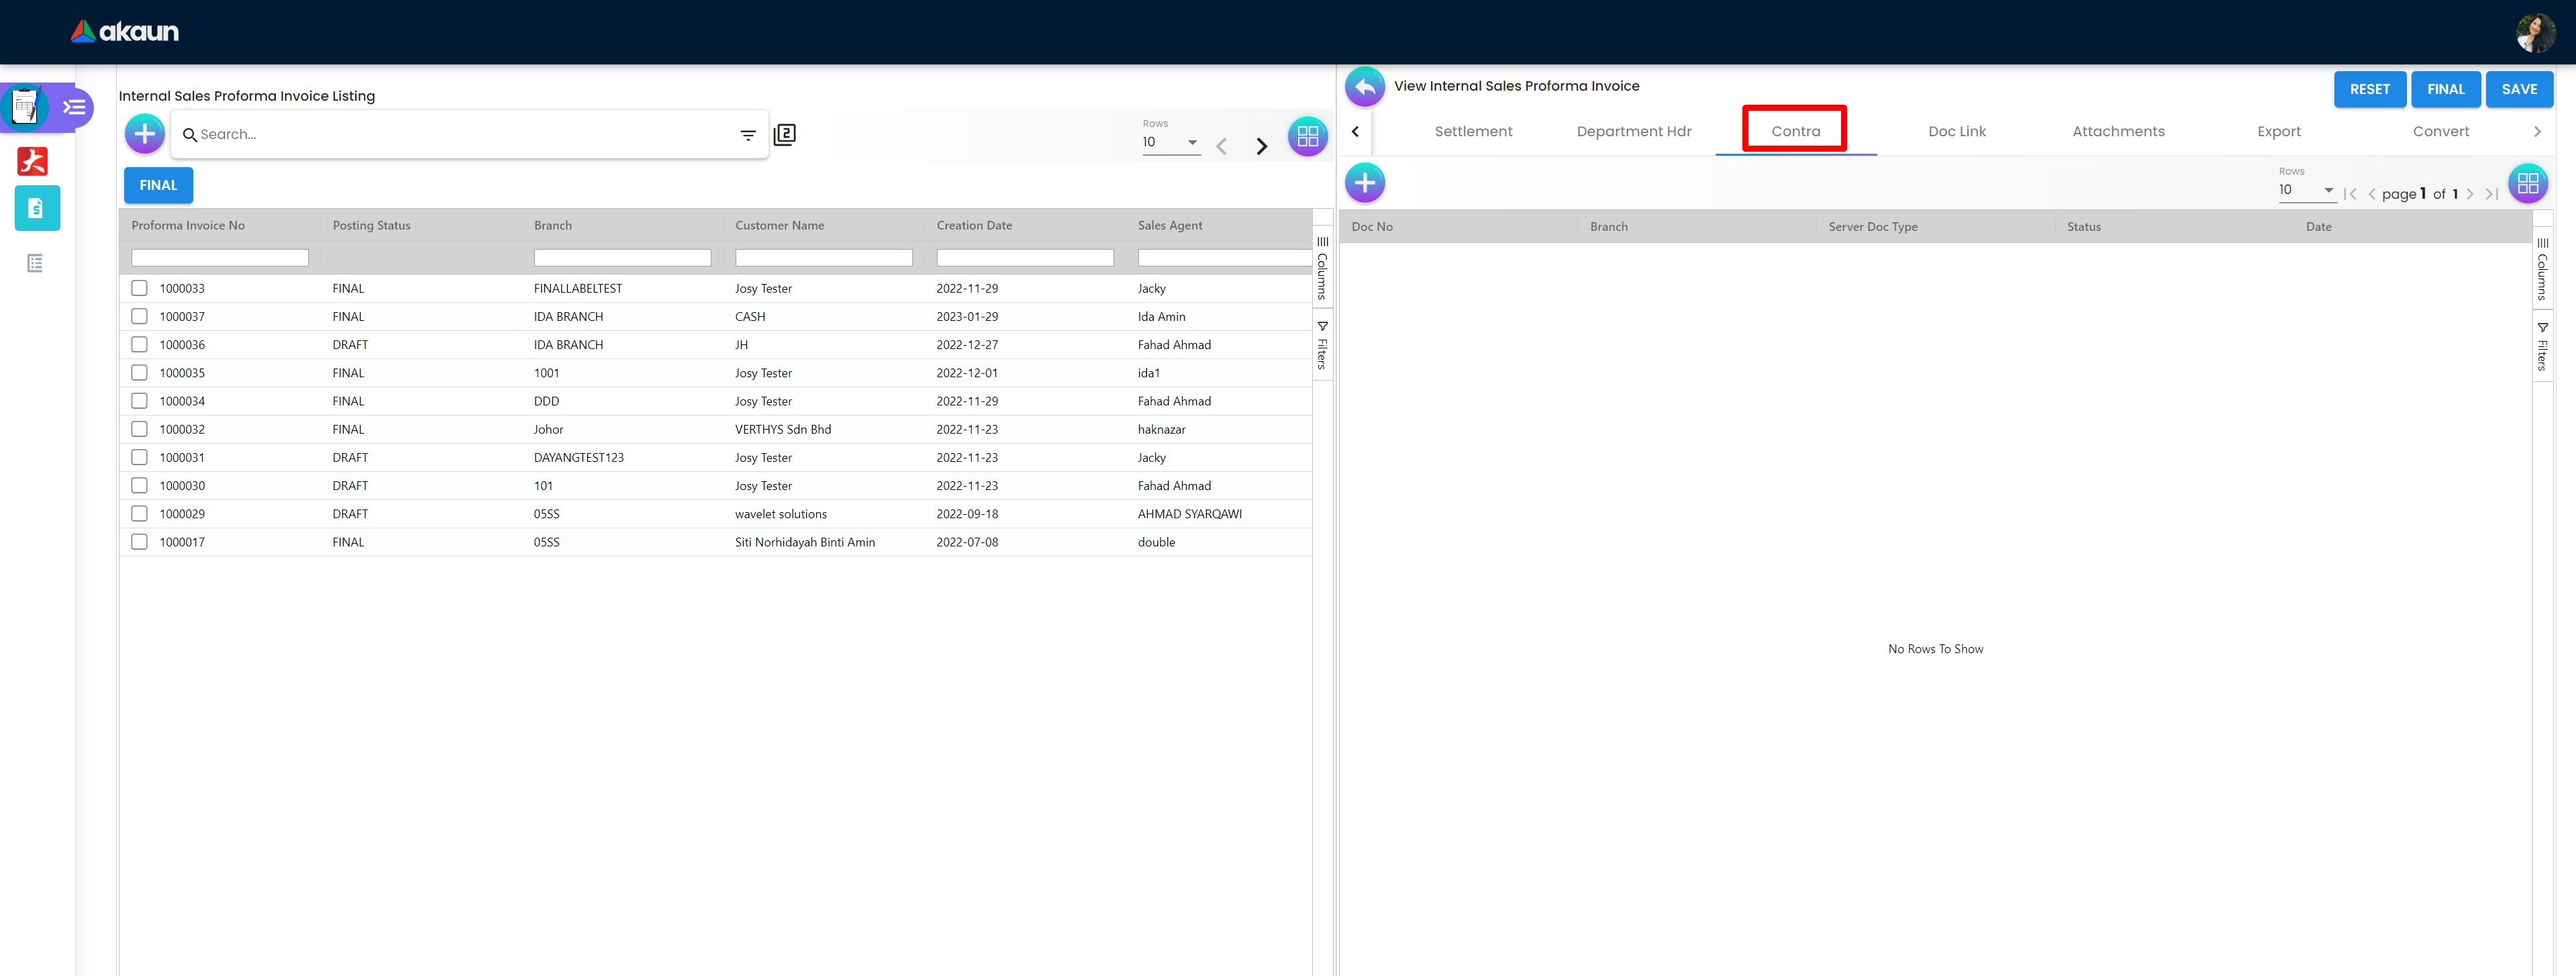 akaun
Internal Sales Proforma Invoice Listing
Search...
2
Rows
10
FINAL
Proforma Invoice No Posting Status Branch Customer Name Creation Date Sales Agent
1000033 FINAL FINALLABELTEST Josy Tester 2022-11-29 Jacky
1000037 FINAL IDA BRANCH CASH 2023-01-29 Ida Amin
1000036 DRAFT IDA BRANCH JH 2022-12-27 Fahad Ahmad
1000035 FINAL 1001 Josy Tester 2022-12-01 ida1
1000034 FINAL DDD Josy Tester 2022-11-29 Fahad Ahmad
1000032 FINAL Johor VERTHYS Sdn Bhd 2022-11-23 haknazar
1000031 DRAFT DAYANGTEST123 Josy Tester 2022-11-23 Jacky
1000030 DRAFT 101 Josy Tester 2022-11-23 Fahad Ahmad
1000029 DRAFT 05SS wavelet solutions 2022-09-18 AHMAD SYARQAWI
1000017 FINAL 05SS Siti Norhidayah Binti Amin 2022-07-08 double
Columns
Filters
View Internal Sales Proforma Invoice
RESET FINAL SAVE
Settlement Department Hdr Contra Doc Link Attachments Export Convert
Rows
10 page 1 of 1
Doc No Branch Server Doc Type Status Date
No Rows To Show
Columns
Filters